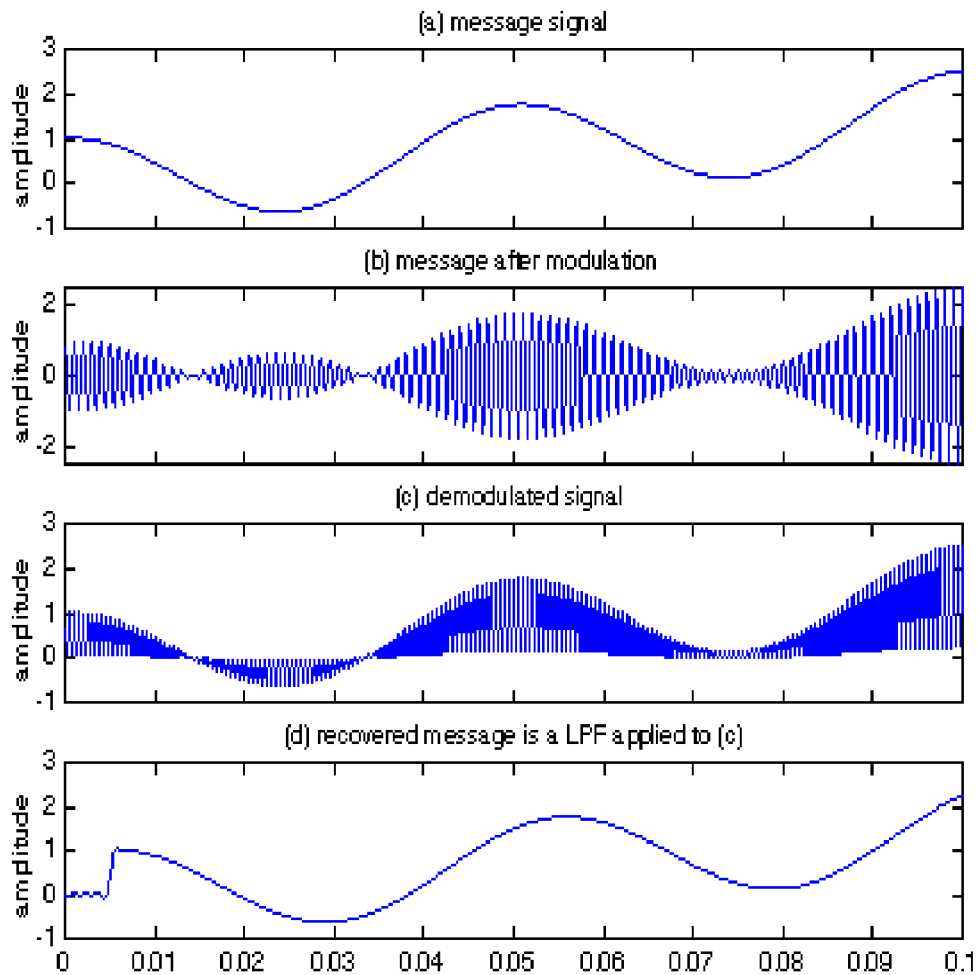 (a) message signal
3
2
1
0
-1
amplitude
(b) message after modulation
2
0
-2
amplitude
(c) demodulated signal
3
2
1
0
-1
amplitude
(d) recovered message is a LPF applied to (c)
3
2
1
0
-1
amplitude
0 0.01 0.02 0.03 0.04 0.05 0.06 0.07 0.08 0.09 0.1